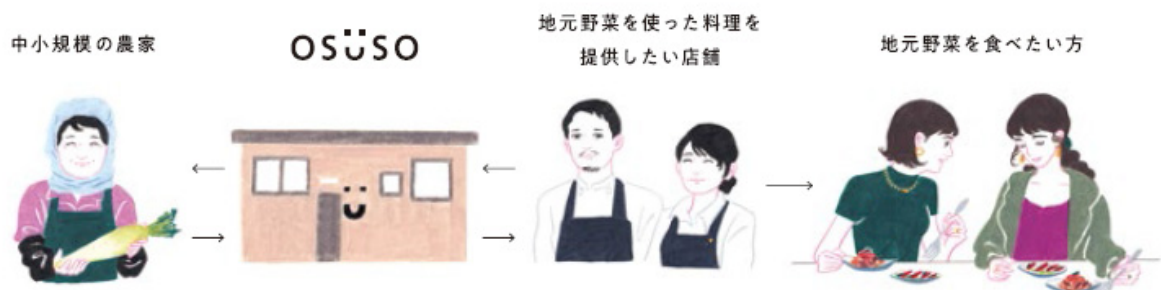 中小規模の農家
OSÜSO
地元野菜を使った料理を
提供したい店舗
地元野菜を食べたい方